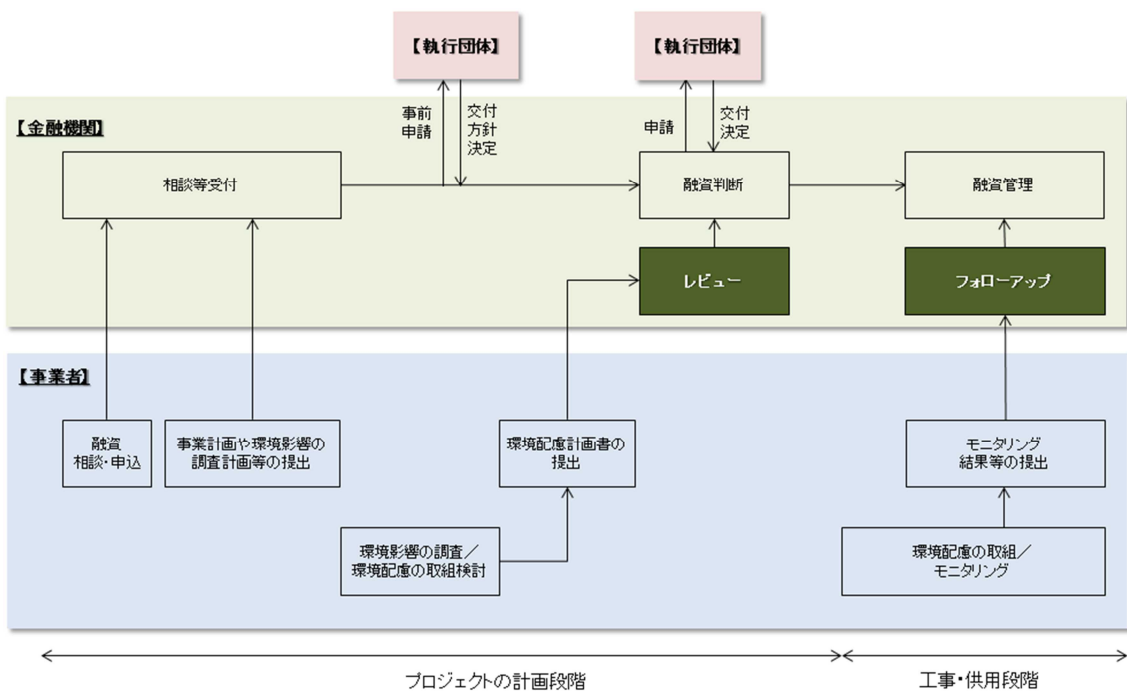 【執行団体】
【執行団体】
【金融機関】
事前
申請
交付
方針
決定
申請
交付
決定
相談等受付
融資判断
融資管理
レビュー
フォローアップ
【事業者】
融資
相談・申込
事業計画や環境影響の
調査計画等の提出
環境配慮計画書の
提出
モニタリング
結果等の提出
環境影響の調査／
環境配慮の取組検討
環境配慮の取組／
モニタリング
プロジェクトの計画段階
工事・供用段階